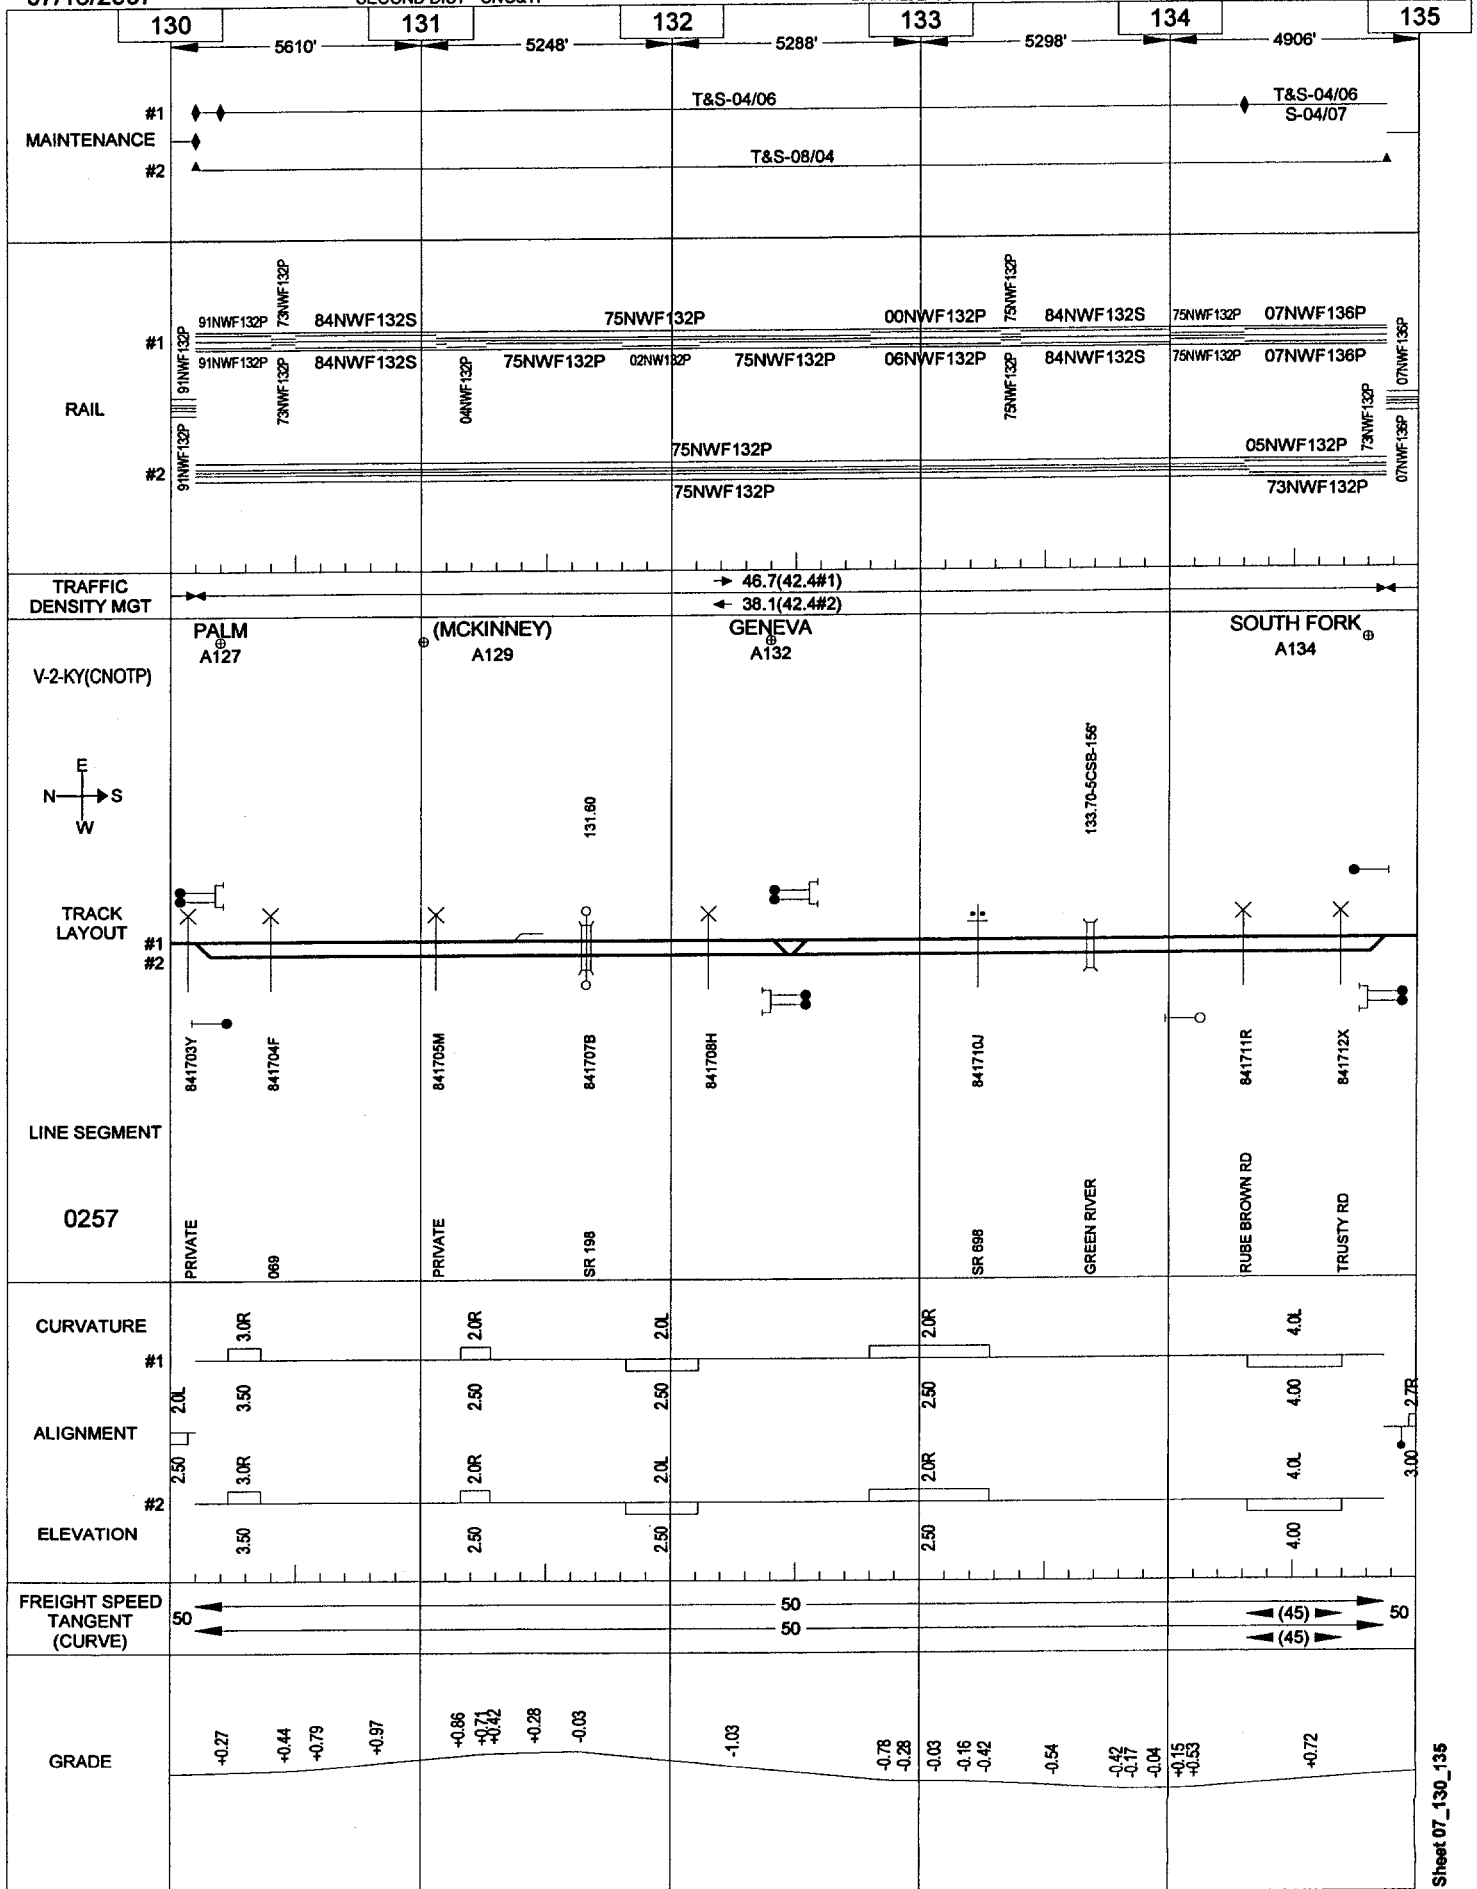 130 131 132 133 134 135
5610' 5248' 5288' 5298' 4906'
#1 T&S-04/06 T&S-04/06
S-04/07
MAINTENANCE
#2 T&S-08/04
73NWF132P 75NWF132P
91NWF132P 84NWF132S 75NWF132P 00NWF132P 84NWF132S 75NWF132P 07NWF136P
#1 91NWF132P 07NWF136P
91NWF132P 84NWF132S 75NWF132P 02NW132P 75NWF132P 06NWF132P 84NWF132S 75NWF132P 07NWF136P
73NWF132P 04NWF132P 75NWF132P 73NWF132P
RAIL
75NWF132P 05NWF132P
#2 91NWF132P 07NWF136P
75NWF132P 73NWF132P
TRAFFIC
DENSITY MGT
46.7(42.4#1)
38.1(42.4#2)
PALM (MCKINNEY) GENEVA SOUTH FORK
A127 A129 A132 A134
V-2-KY(CNOTP)
E
N S
W
131.60 133.70-5CSB-156'
TRACK
LAYOUT
#1
#2
841703Y 841704F 841705M 841707B 841708H 841710J 841711R 841712X
LINE SEGMENT
0257
PRIVATE 069 PRIVATE SR 198 SR 698 GREEN RIVER RUBE BROWN RD TRUSTY RD
CURVATURE 3.0R 2.0R 2.0L 2.0R 4.0L
#1
2.0L 3.50 2.50 2.50 2.50 4.00 2.7R
ALIGNMENT
2.50 3.0R 2.0R 2.0L 2.0R 4.0L 3.00
#2
ELEVATION 3.50 2.50 2.50 2.50 4.00
FREIGHT SPEED
TANGENT
(CURVE)
50 50 (45) 50
50 (45)
GRADE
+0.27 +0.44 +0.79 +0.97 +0.86 +0.71 +0.42 +0.28 -0.03 -1.03 -0.78 -0.28 -0.03 -0.16 -0.42 -0.54 -0.42 -0.17 -0.04 +0.15 +0.53 +0.72
Sheet 07_130_135